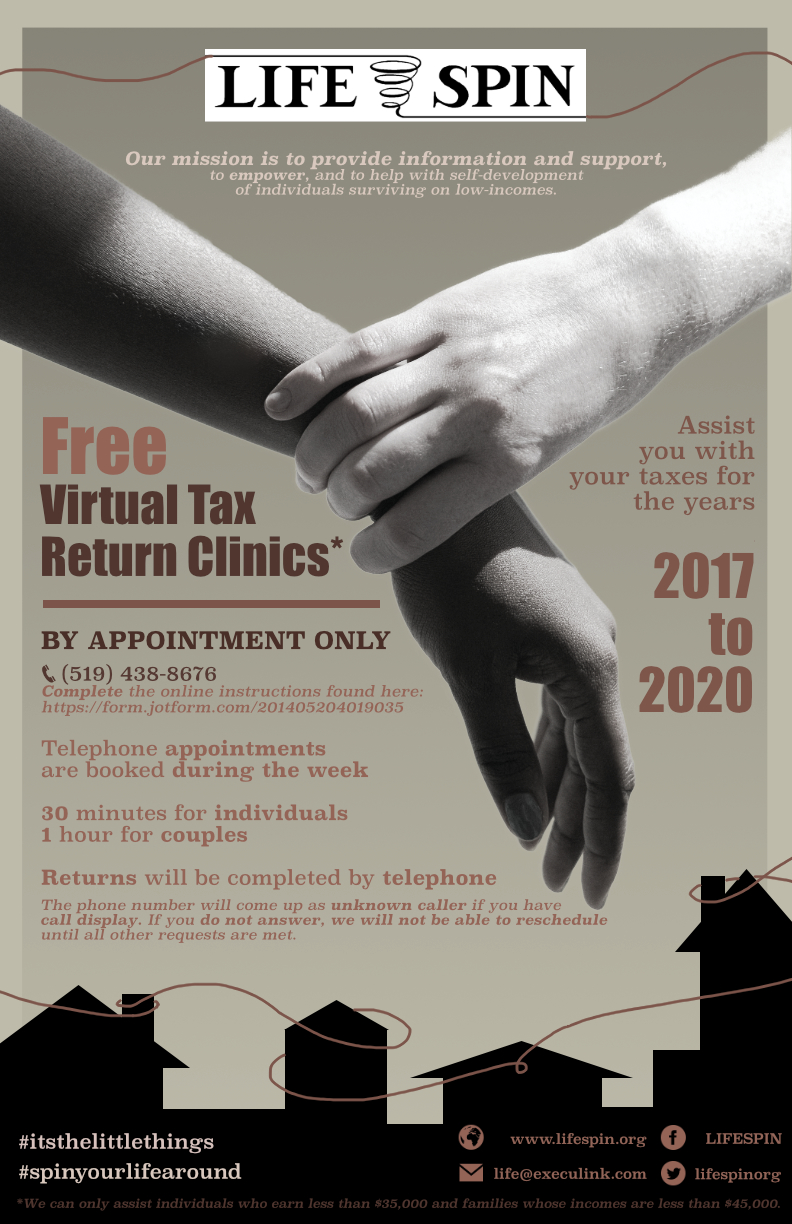 LIFE SPIN
Our mission is to provide information and support,
to empower, and to help with self-development
of individuals surviving on low-incomes.
Free
Virtual Tax
Return Clinics*
Assist
you with
your taxes for
the years
2017
to
2020
BY APPOINTMENT ONLY
(519) 438-8676
Complete the online instructions found here:
https://form.jotform.com/201405204019035
Telephone appointments
are booked during the week
30 minutes for individuals
1 hour for couples
Returns will be completed by telephone
The phone number will come up as unknown caller if you have
call display. If you do not answer, we will not be able to reschedule
until all other requests are met.
#itsthelittlethings
#spinyourlifearound
www.lifespin.org
LIFESPIN
life@execulink.com
lifespinorg
*We can only assist individuals who earn less than $35,000 and families whose incomes are less than $45,000.